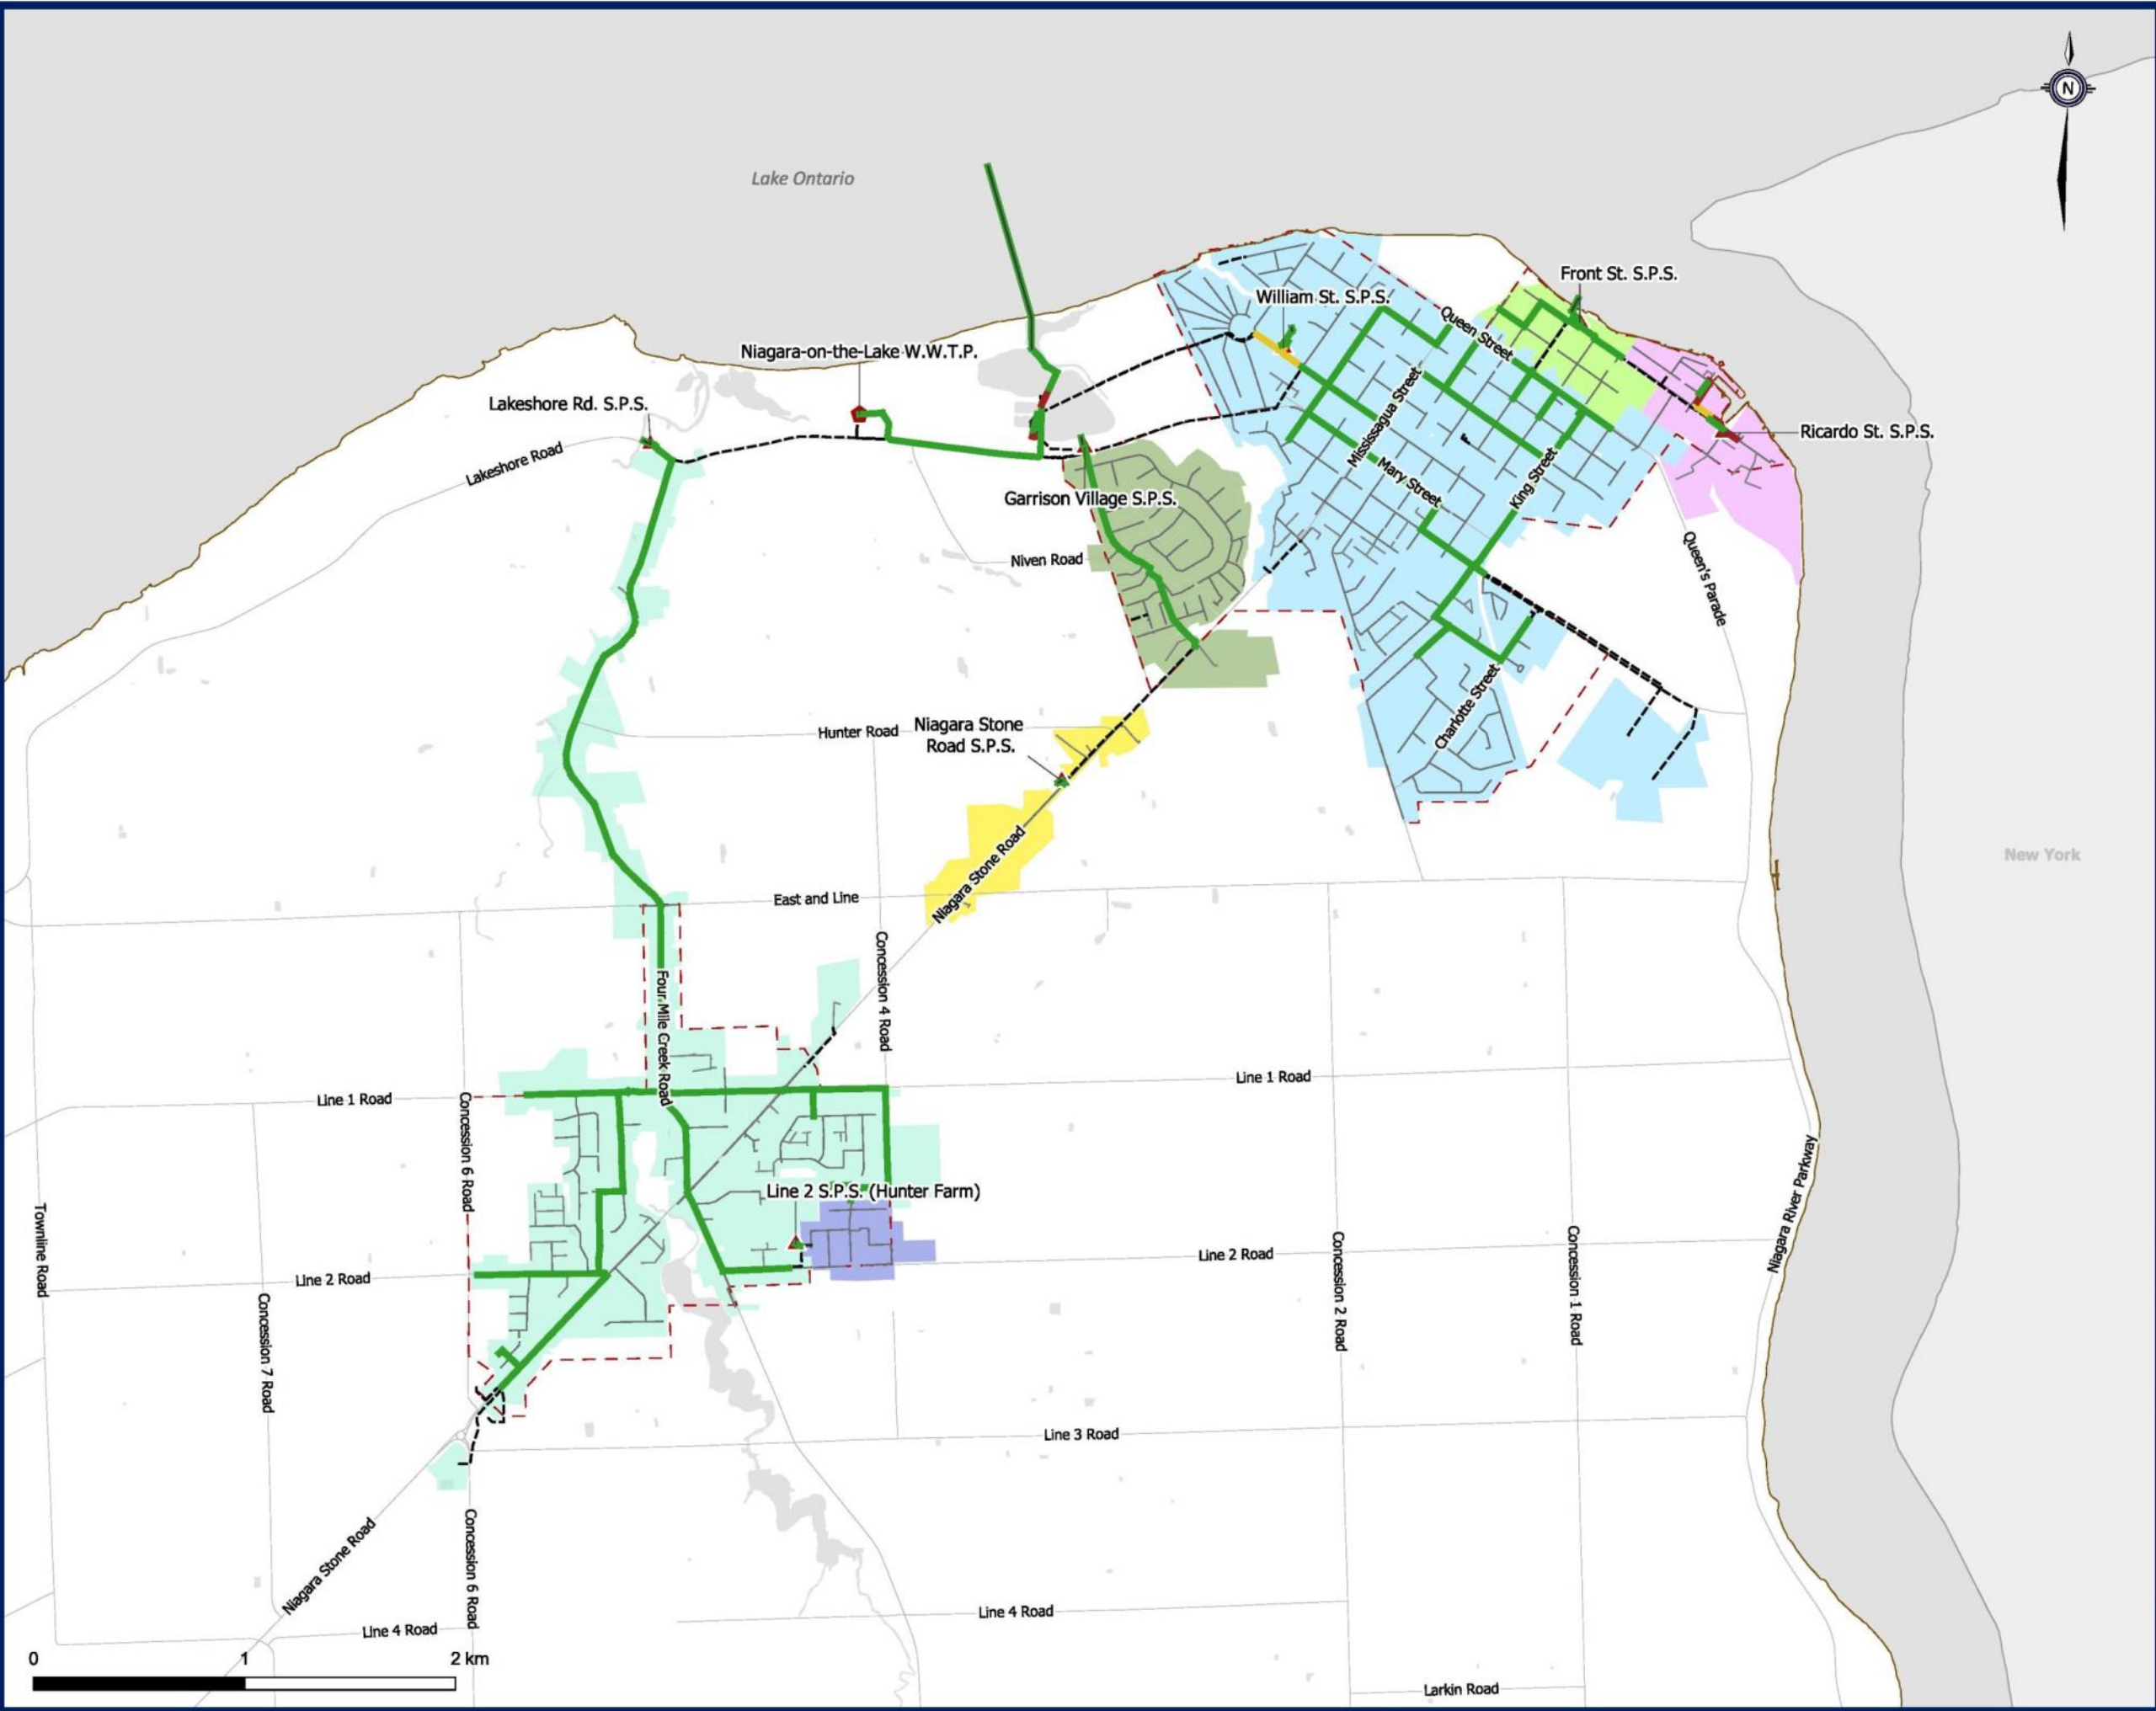 N
Lake Ontario
Front St. S.P.S.
William St. S.P.S.
Queen Street
Niagara-on-the-Lake W.W.T.P.
Lakeshore Rd. S.P.S.
Ricardo St. S.P.S.
Mississagua Street
Lakeshore Road
Mary Street
King Street
Garrison Village S.P.S.
Niven Road
Queen's Parade
Hunter Road
Niagara Stone
Road S.P.S.
Charlotte Street
New York
Niagara Stone Road
East and Line
Concession 4 Road
Four Mile Creek Road
Line 1 Road
Line 1 Road
Concession 6 Road
Line 2 S.P.S. (Hunter Farm)
Niagara River Parkway
Townline Road
Line 2 Road
Line 2 Road
Concession 7 Road
Concession 2 Road
Concession 1 Road
Line 3 Road
Niagara Stone Road
Concession 6 Road
Line 4 Road
Line 4 Road
0 1 2 km
Larkin Road